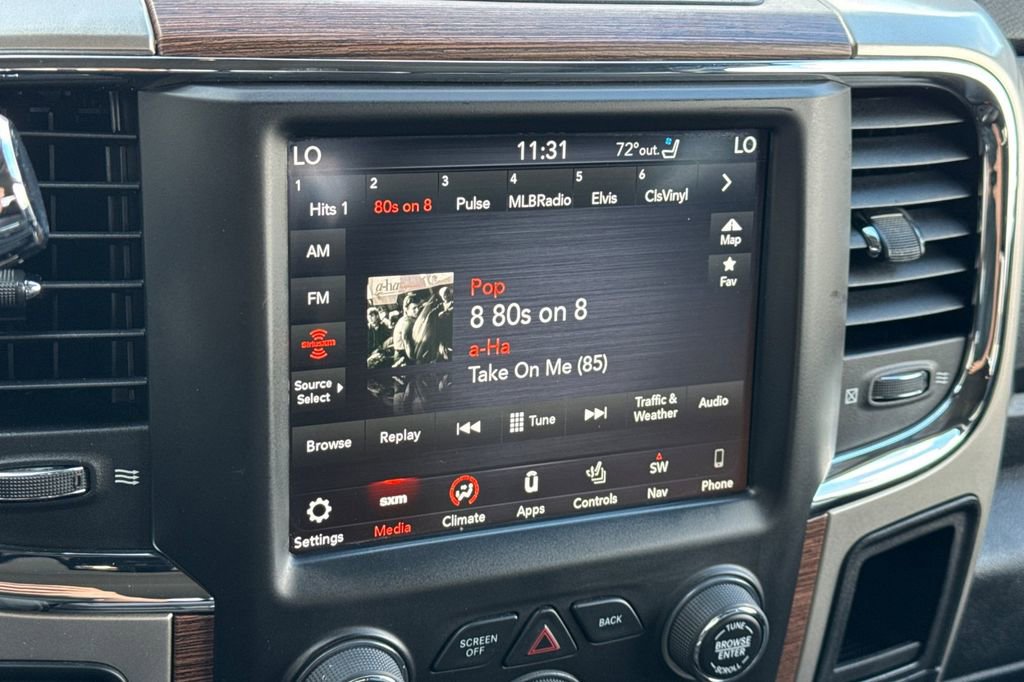 LO 11:31 72°out. LO
1 2 3 4 5 6
Hits 1 80s on 8 Pulse MLBRadio Elvis ClsVinyl
AM
Map
FM
Fav
siriusxm
Source
Select
a-ha
Pop
8 80s on 8
a-Ha
Take On Me (85)
Browse Replay Tune Traffic &
Weather Audio
Settings
sxm
Media
Climate
Apps
Controls
SW
Nav
Phone
SCREEN
OFF
BACK
TUNE
BROWSE
ENTER
SCROLL